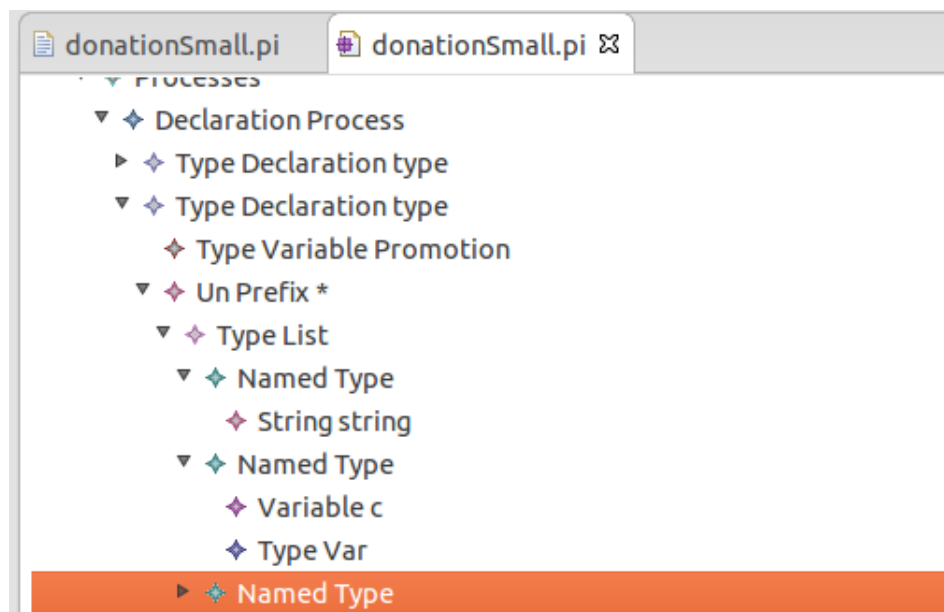 donationSmall.pi donationSmall.pi
Processes
Declaration Process
Type Declaration type
Type Declaration type
Type Variable Promotion
Un Prefix *
Type List
Named Type
String string
Named Type
Variable c
Type Var
Named Type